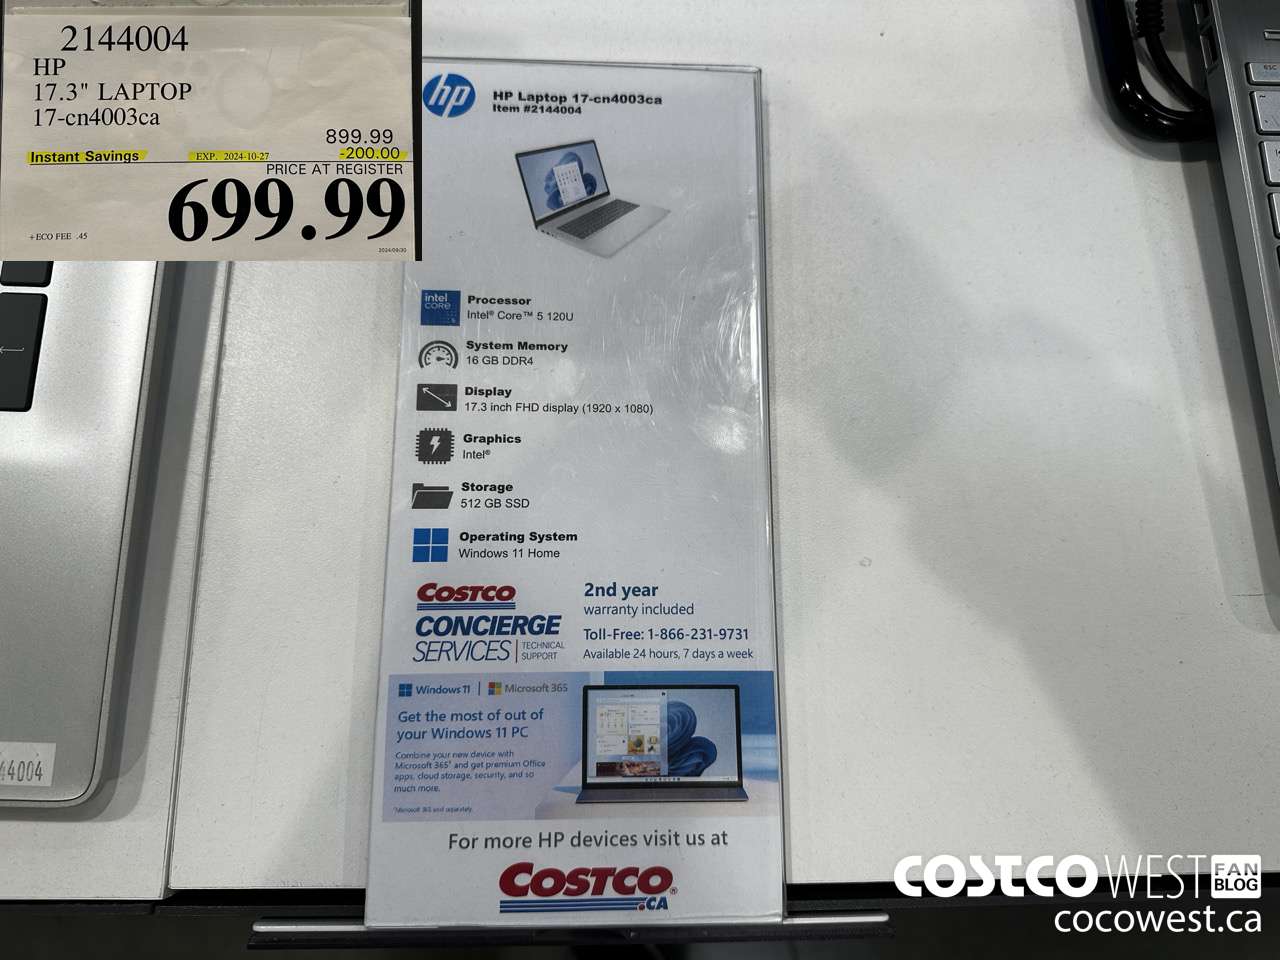 2144004
HP
17.3" LAPTOP
17-cn4003ca
899.99
Instant Savings EXP. 2024-10-27 -200.00
PRICE AT REGISTER
699.99
+ECO FEE .45
2024/09/30
hp
HP Laptop 17-cn4003ca
Item #2144004
intel
CORE
5
Processor
Intel® Core™ 5 120U
System Memory
16 GB DDR4
Display
17.3 inch FHD display (1920 x 1080)
Graphics
Intel®
Storage
512 GB SSD
Operating System
Windows 11 Home
COSTCO
CONCIERGE
SERVICES | TECHNICAL
SUPPORT
2nd year
warranty included
Toll-Free: 1-866-231-9731
Available 24 hours, 7 days a week
Windows 11 | Microsoft 365
Get the most of out of
your Windows 11 PC
Combine your new device with
Microsoft 365* and get premium Office
apps, cloud storage, security, and so
much more.
*Microsoft 365 sold separately.
For more HP devices visit us at
COSTCO®
.CA
44004
esc
COSTCO WEST FAN
BLOG
cocowest.ca